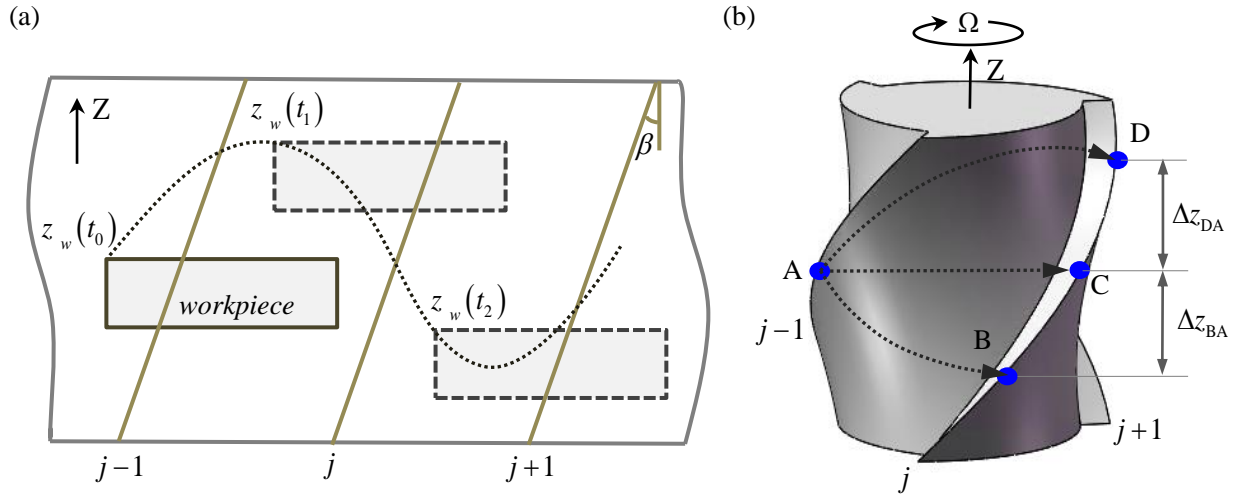 (a)
Z
z_w(t_1)
β
z_w(t_0)
workpiece
z_w(t_2)
j−1
j
j+1
(b)
Ω
Z
D
Δz_DA
A
C
j−1
B
Δz_BA
j+1
j